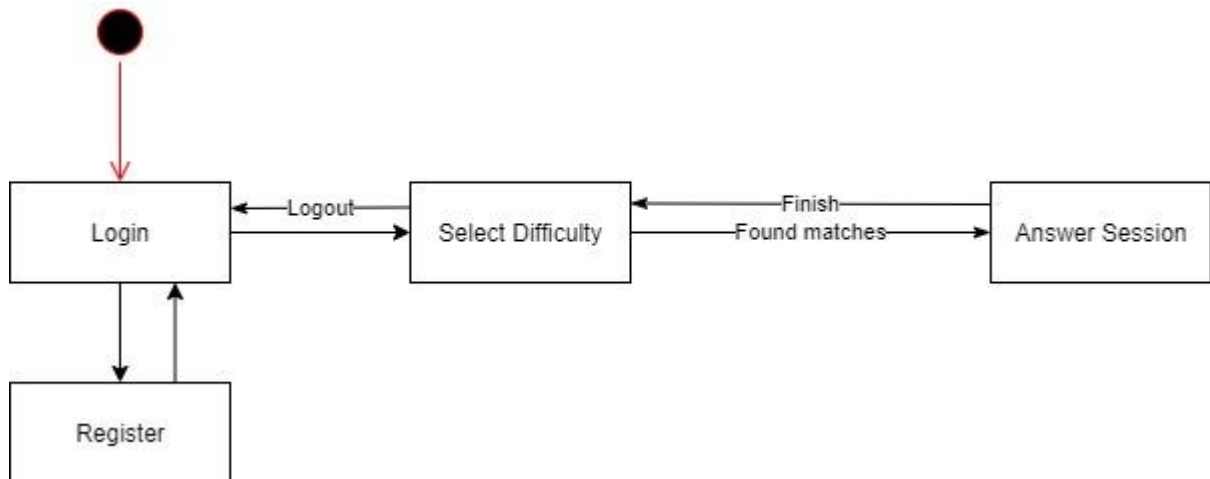 Login
Logout
Select Difficulty
Finish
Found matches
Answer Session
Register